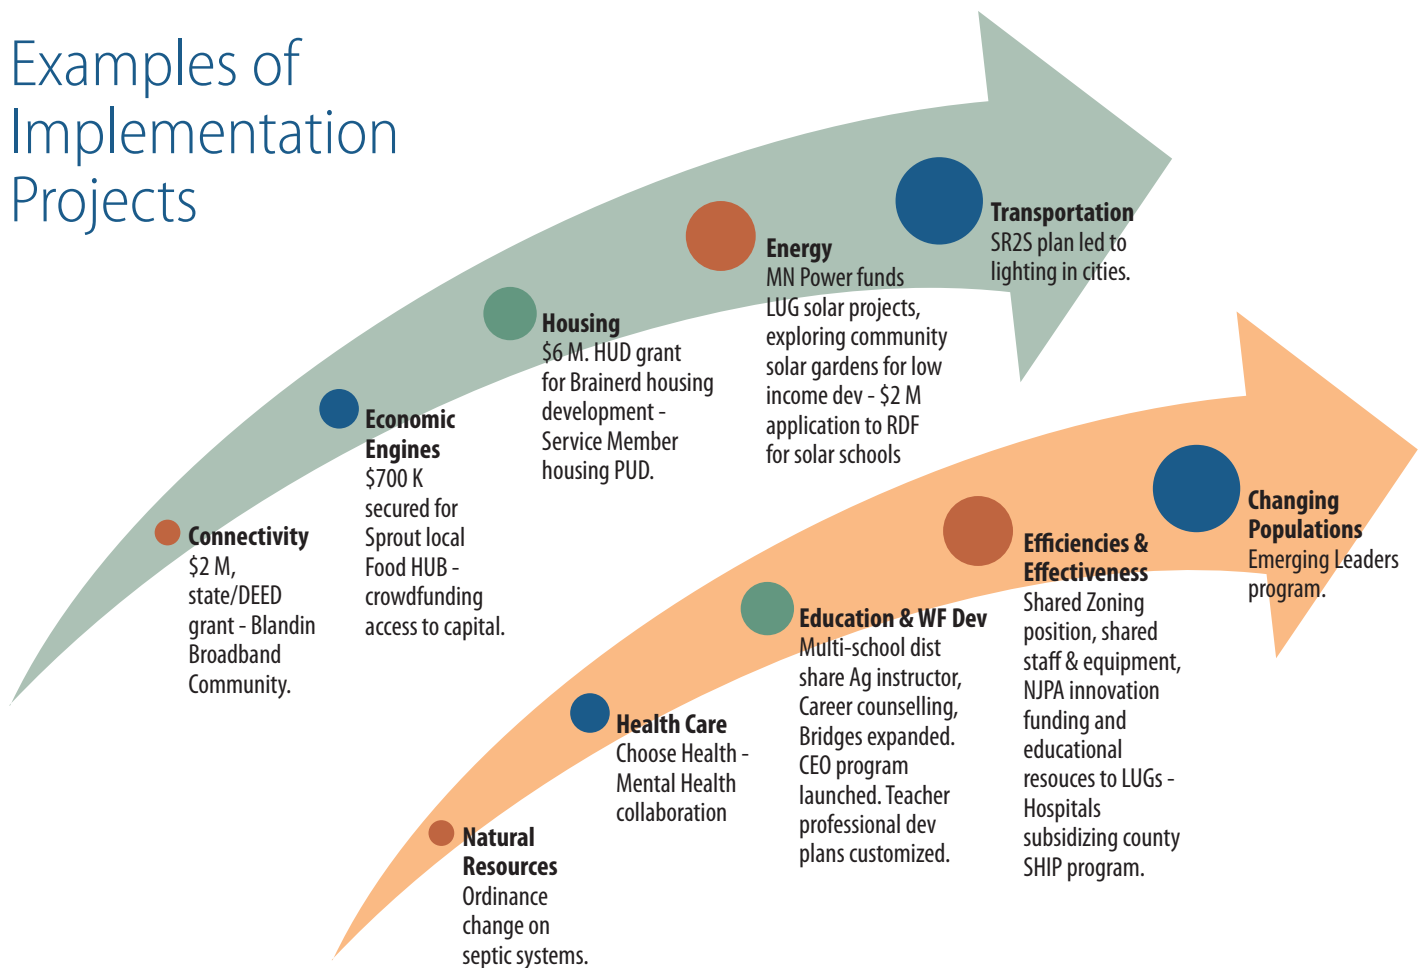 Examples of
Implementation
Projects
Connectivity
$2 M,
state/DEED
grant - Blandin
Broadband
Community.
Economic
Engines
$700 K
secured for
Sprout local
Food HUB -
crowdfunding
access to capital.
Housing
$6 M. HUD grant
for Brainerd housing
development -
Service Member
housing PUD.
Energy
MN Power funds
LUG solar projects,
exploring community
solar gardens for low
income dev - $2 M
application to RDF
for solar schools
Transportation
SR2S plan led to
lighting in cities.
Natural
Resources
Ordinance
change on
septic systems.
Health Care
Choose Health -
Mental Health
collaboration
Education & WF Dev
Multi-school dist
share Ag instructor,
Career counselling,
Bridges expanded.
CEO program
launched. Teacher
professional dev
plans customized.
Efficiencies &
Effectiveness
Shared Zoning
position, shared
staff & equipment,
NJPA innovation
funding and
educational
resouces to LUGs -
Hospitals
subsidizing county
SHIP program.
Changing
Populations
Emerging Leaders
program.